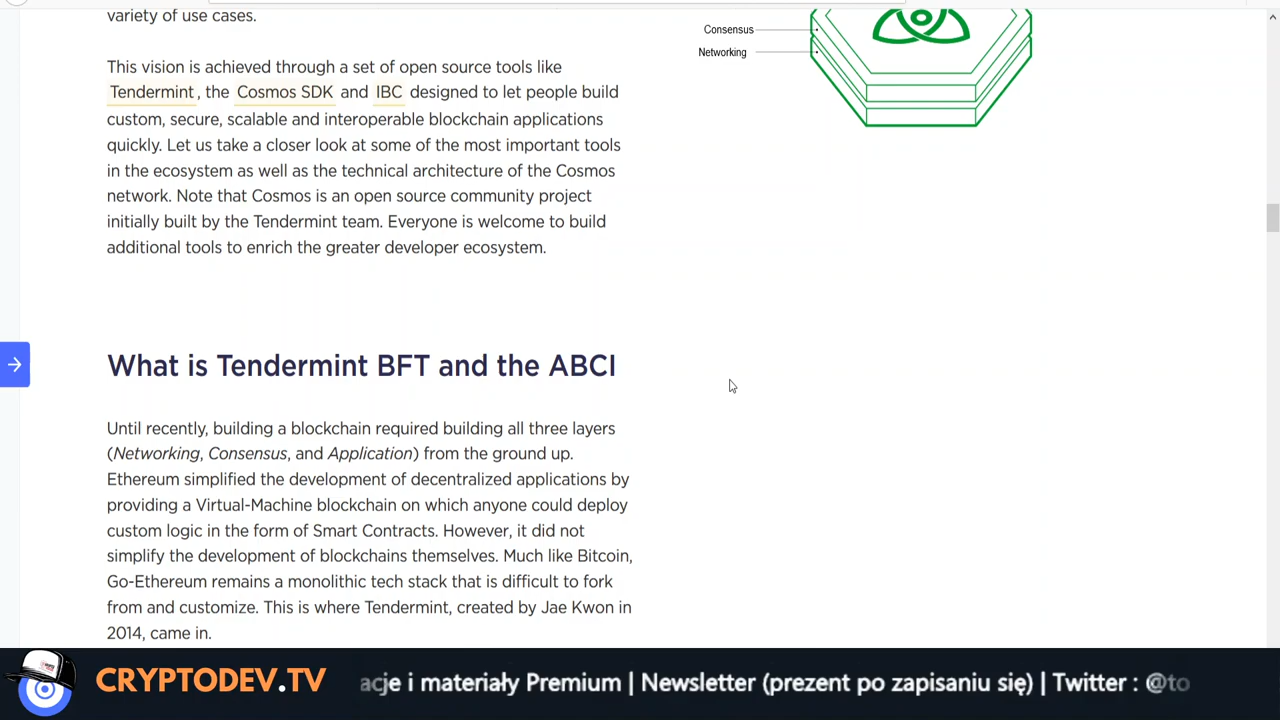 variety of use cases.
Consensus
Networking
This vision is achieved through a set of open source tools like
Tendermint, the Cosmos SDK and IBC designed to let people build
custom, secure, scalable and interoperable blockchain applications
quickly. Let us take a closer look at some of the most important tools
in the ecosystem as well as the technical architecture of the Cosmos
network. Note that Cosmos is an open source community project
initially built by the Tendermint team. Everyone is welcome to build
additional tools to enrich the greater developer ecosystem.
What is Tendermint BFT and the ABCI
Until recently, building a blockchain required building all three layers
(Networking, Consensus, and Application) from the ground up.
Ethereum simplified the development of decentralized applications by
providing a Virtual-Machine blockchain on which anyone could deploy
custom logic in the form of Smart Contracts. However, it did not
simplify the development of blockchains themselves. Much like Bitcoin,
Go-Ethereum remains a monolithic tech stack that is difficult to fork
from and customize. This is where Tendermint, created by Jae Kwon in
2014, came in.
CRYPTODEV.TV
acje i materiały Premium | Newsletter (prezent po zapisaniu się) | Twitter : @to